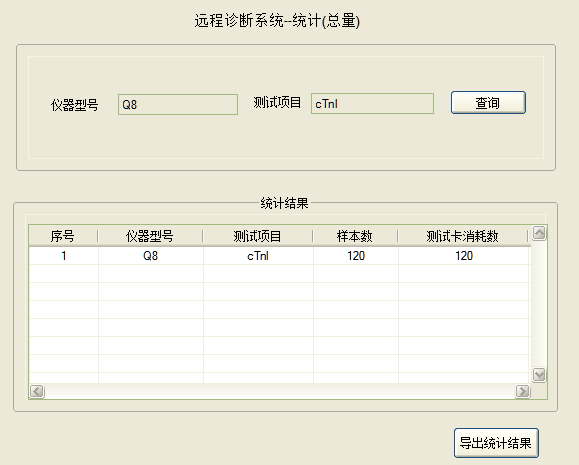 远程诊断系统--统计(总量)
仪器型号 Q8 测试项目 cTnI 查询
统计结果
序号 仪器型号 测试项目 样本数 测试卡消耗数
1 Q8 cTnI 120 120
导出统计结果